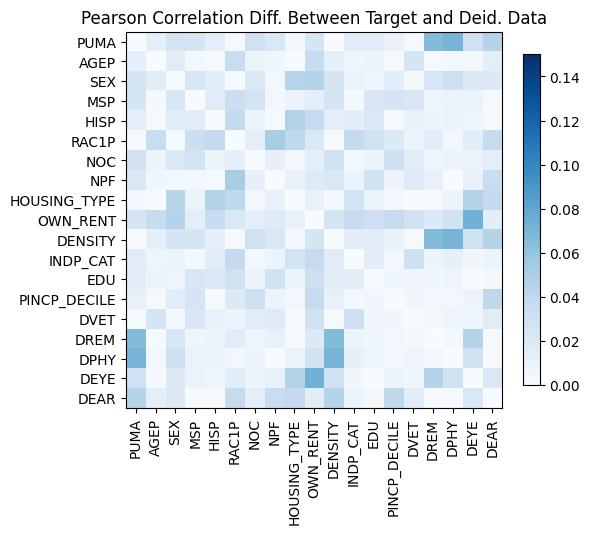 Pearson Correlation Diff. Between Target and Deid. Data
PUMA
AGEP
SEX
MSP
HISP
RAC1P
NOC
NPF
HOUSING_TYPE
OWN_RENT
DENSITY
INDP_CAT
EDU
PINCP_DECILE
DVET
DREM
DPHY
DEYE
DEAR
0.14
0.12
0.10
0.08
0.06
0.04
0.02
0.00
PUMA
AGEP
SEX
MSP
HISP
RAC1P
NOC
NPF
HOUSING_TYPE
OWN_RENT
DENSITY
INDP_CAT
EDU
PINCP_DECILE
DVET
DREM
DPHY
DEYE
DEAR